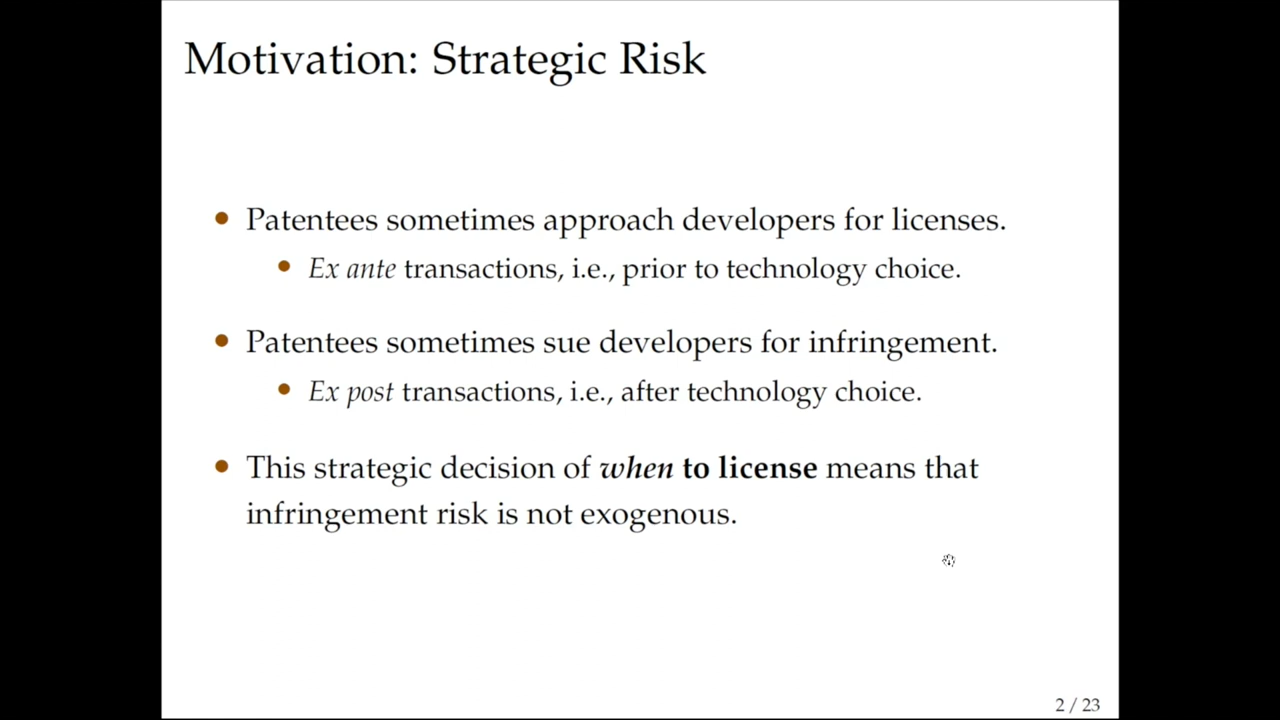 Motivation: Strategic Risk
• Patentees sometimes approach developers for licenses.
• Ex ante transactions, i.e., prior to technology choice.
• Patentees sometimes sue developers for infringement.
• Ex post transactions, i.e., after technology choice.
• This strategic decision of when to license means that
infringement risk is not exogenous.
2 / 23